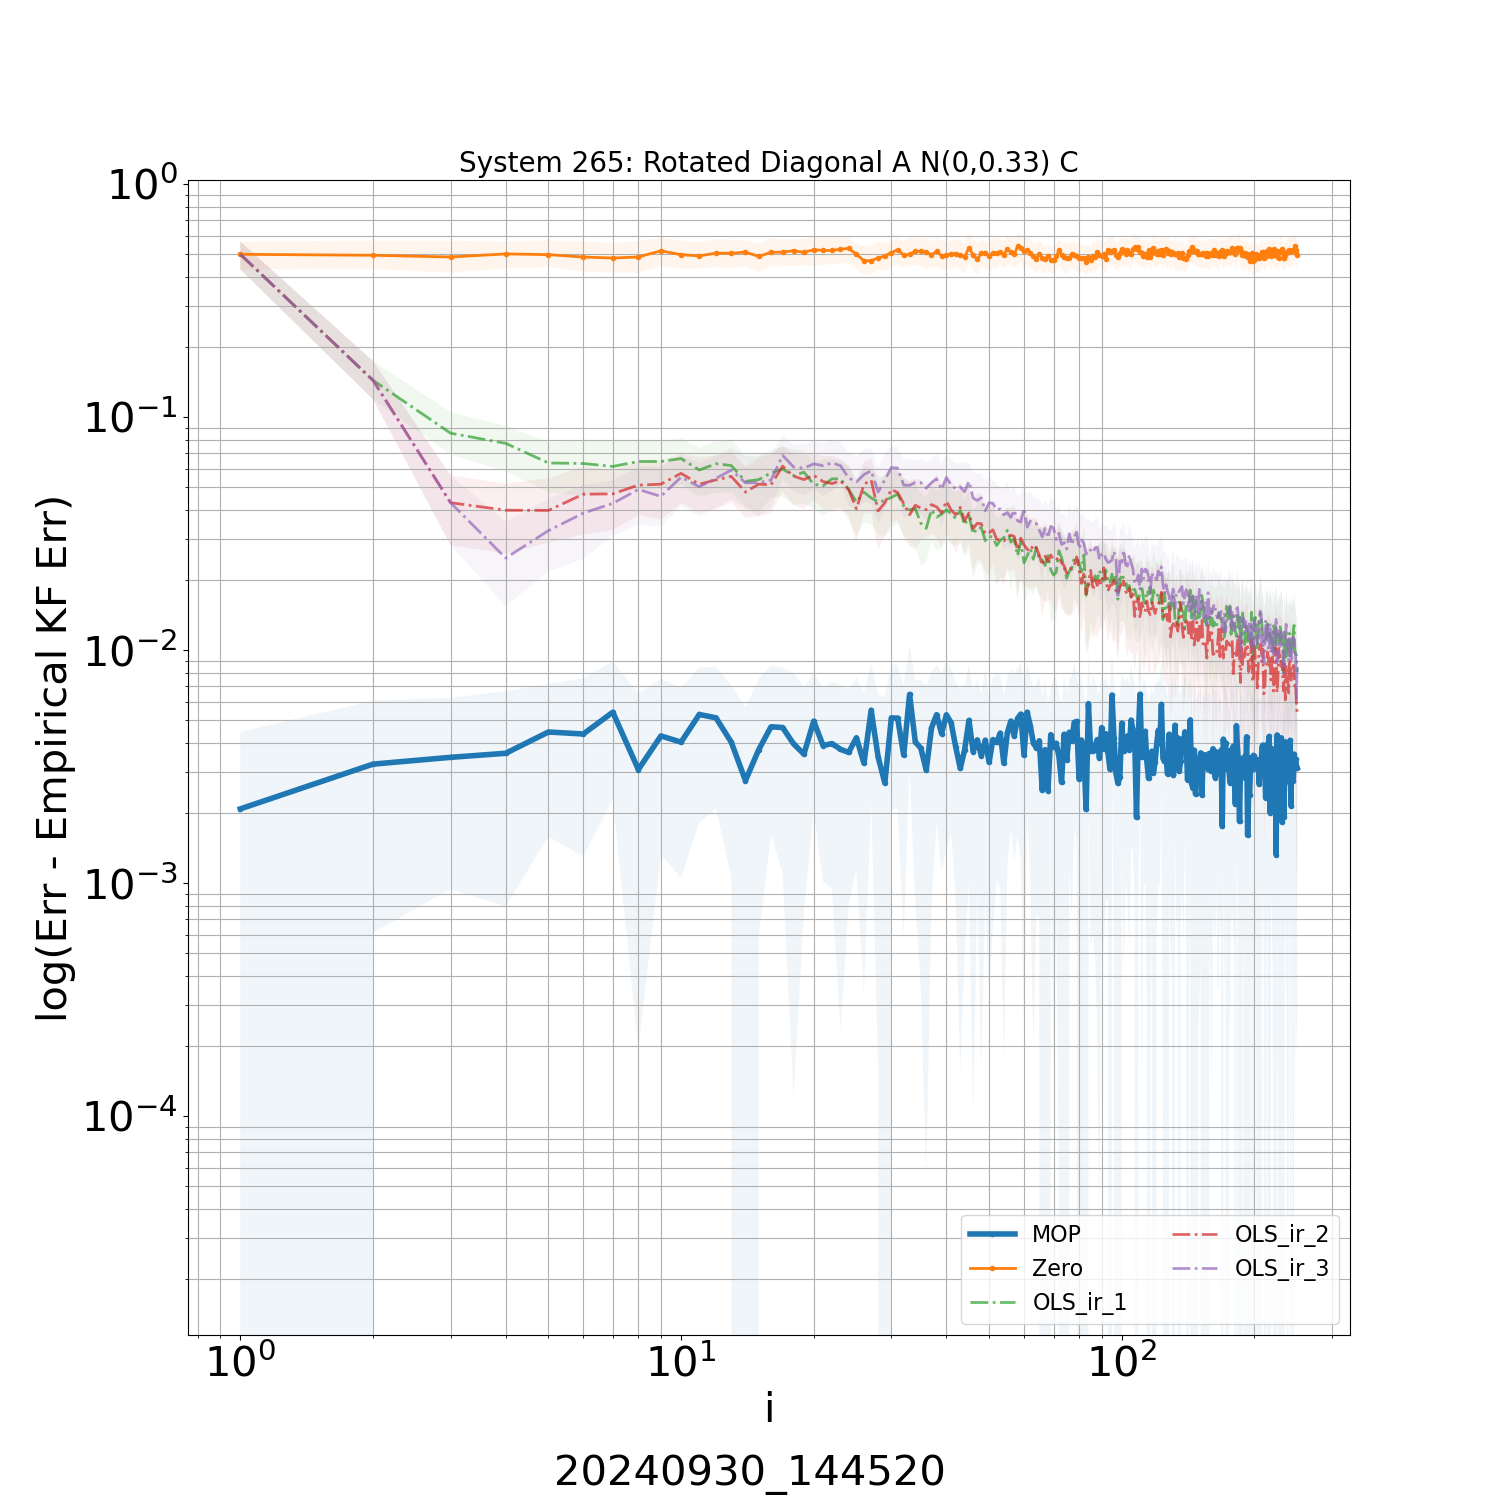 System 265: Rotated Diagonal A N(0,0.33) C
log(Err - Empirical KF Err)
10⁰
10⁻¹
10⁻²
10⁻³
10⁻⁴
MOP
Zero
OLS_ir_1
OLS_ir_2
OLS_ir_3
10⁰ 10¹ 10²
i
20240930_144520